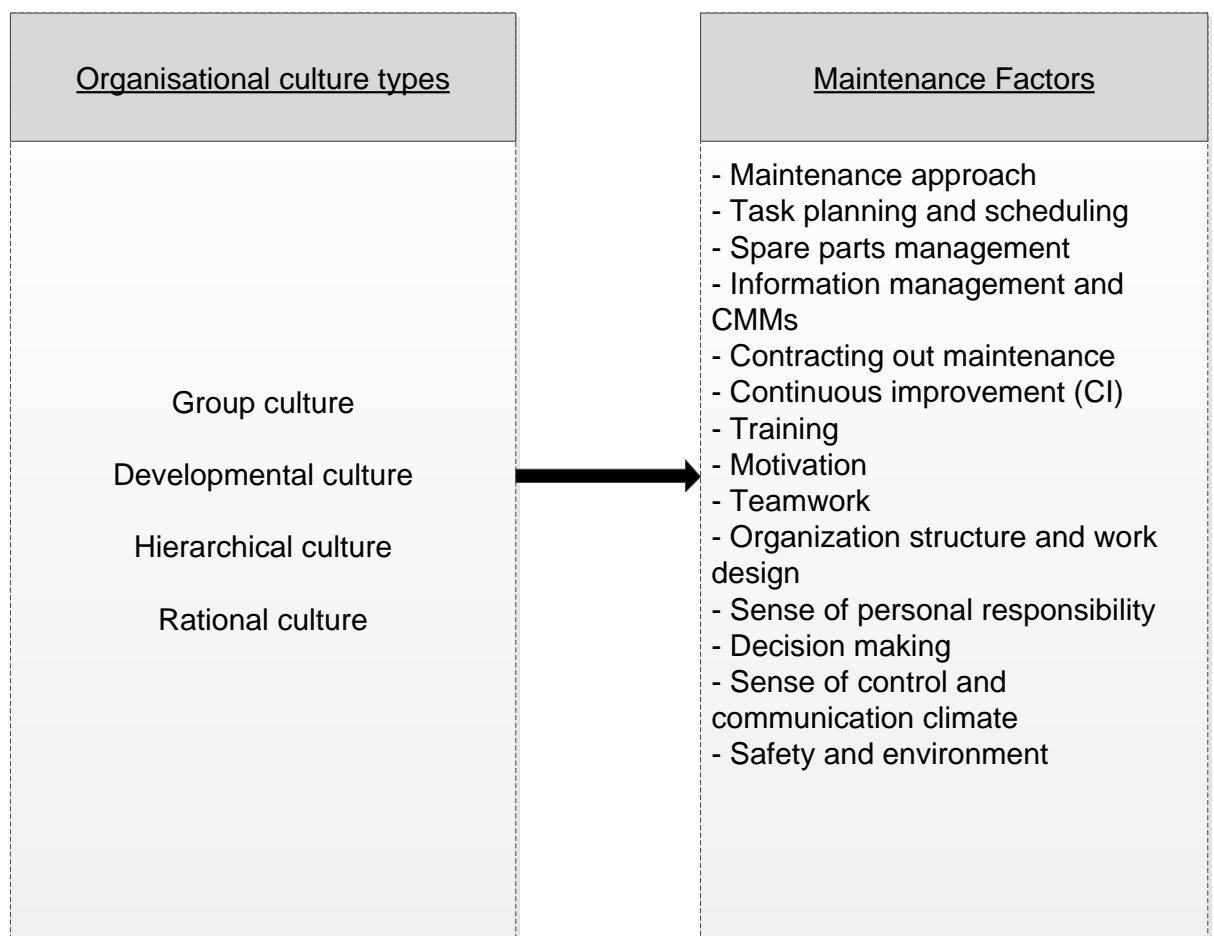 Organisational culture types
Group culture
Developmental culture
Hierarchical culture
Rational culture
Maintenance Factors
- Maintenance approach
- Task planning and scheduling
- Spare parts management
- Information management and
CMMs
- Contracting out maintenance
- Continuous improvement (CI)
- Training
- Motivation
- Teamwork
- Organization structure and work
design
- Sense of personal responsibility
- Decision making
- Sense of control and
communication climate
- Safety and environment